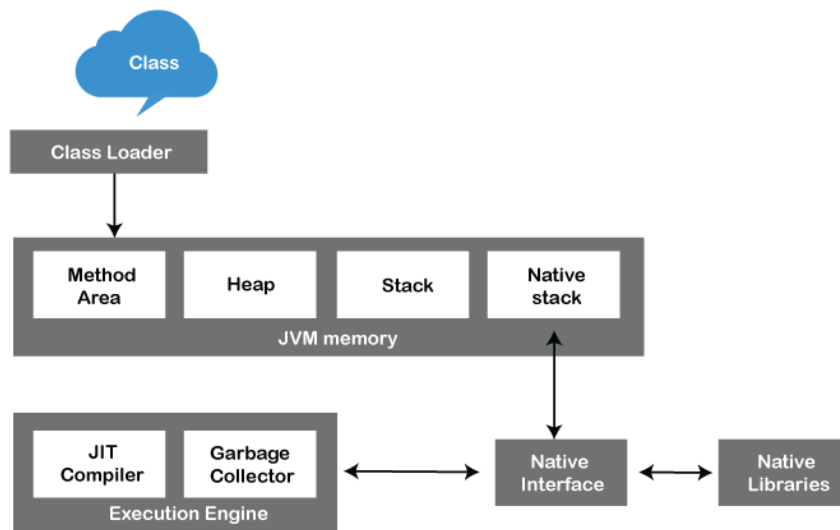 Class
Class Loader
Method
Area
Heap
Stack
Native
stack
JVM memory
JIT
Compiler
Garbage
Collector
Execution Engine
Native
Interface
Native
Libraries